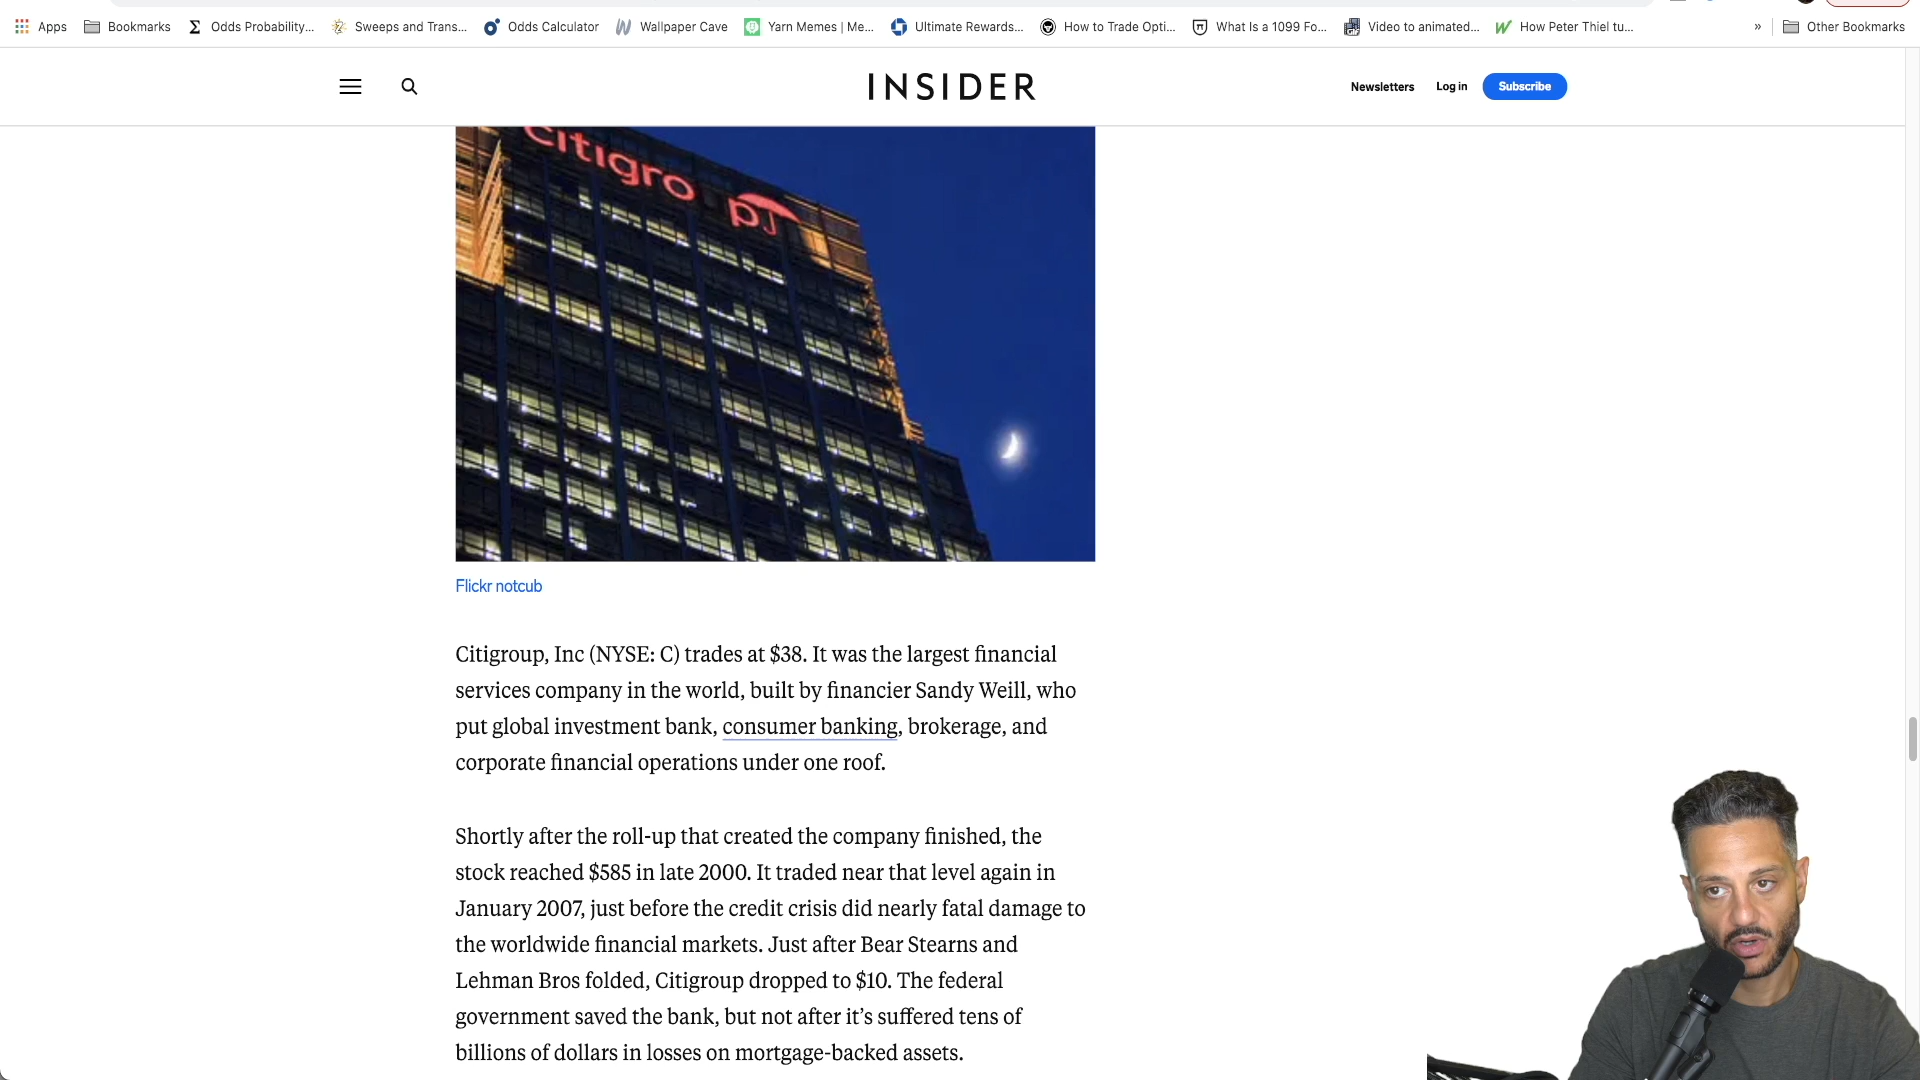 Apps
Bookmarks
Odds Probability...
Sweeps and Trans...
Odds Calculator
Wallpaper Cave
Yarn Memes | Me...
Ultimate Rewards...
How to Trade Opti...
What Is a 1099 Fo...
Video to animated...
How Peter Thiel tu...
»
Other Bookmarks
INSIDER
Newsletters
Log in
Subscribe
citigroup
Flickr notcub
Citigroup, Inc (NYSE: C) trades at $38. It was the largest financial
services company in the world, built by financier Sandy Weill, who
put global investment bank, consumer banking, brokerage, and
corporate financial operations under one roof.
Shortly after the roll-up that created the company finished, the
stock reached $585 in late 2000. It traded near that level again in
January 2007, just before the credit crisis did nearly fatal damage to
the worldwide financial markets. Just after Bear Stearns and
Lehman Bros folded, Citigroup dropped to $10. The federal
government saved the bank, but not after it's suffered tens of
billions of dollars in losses on mortgage-backed assets.